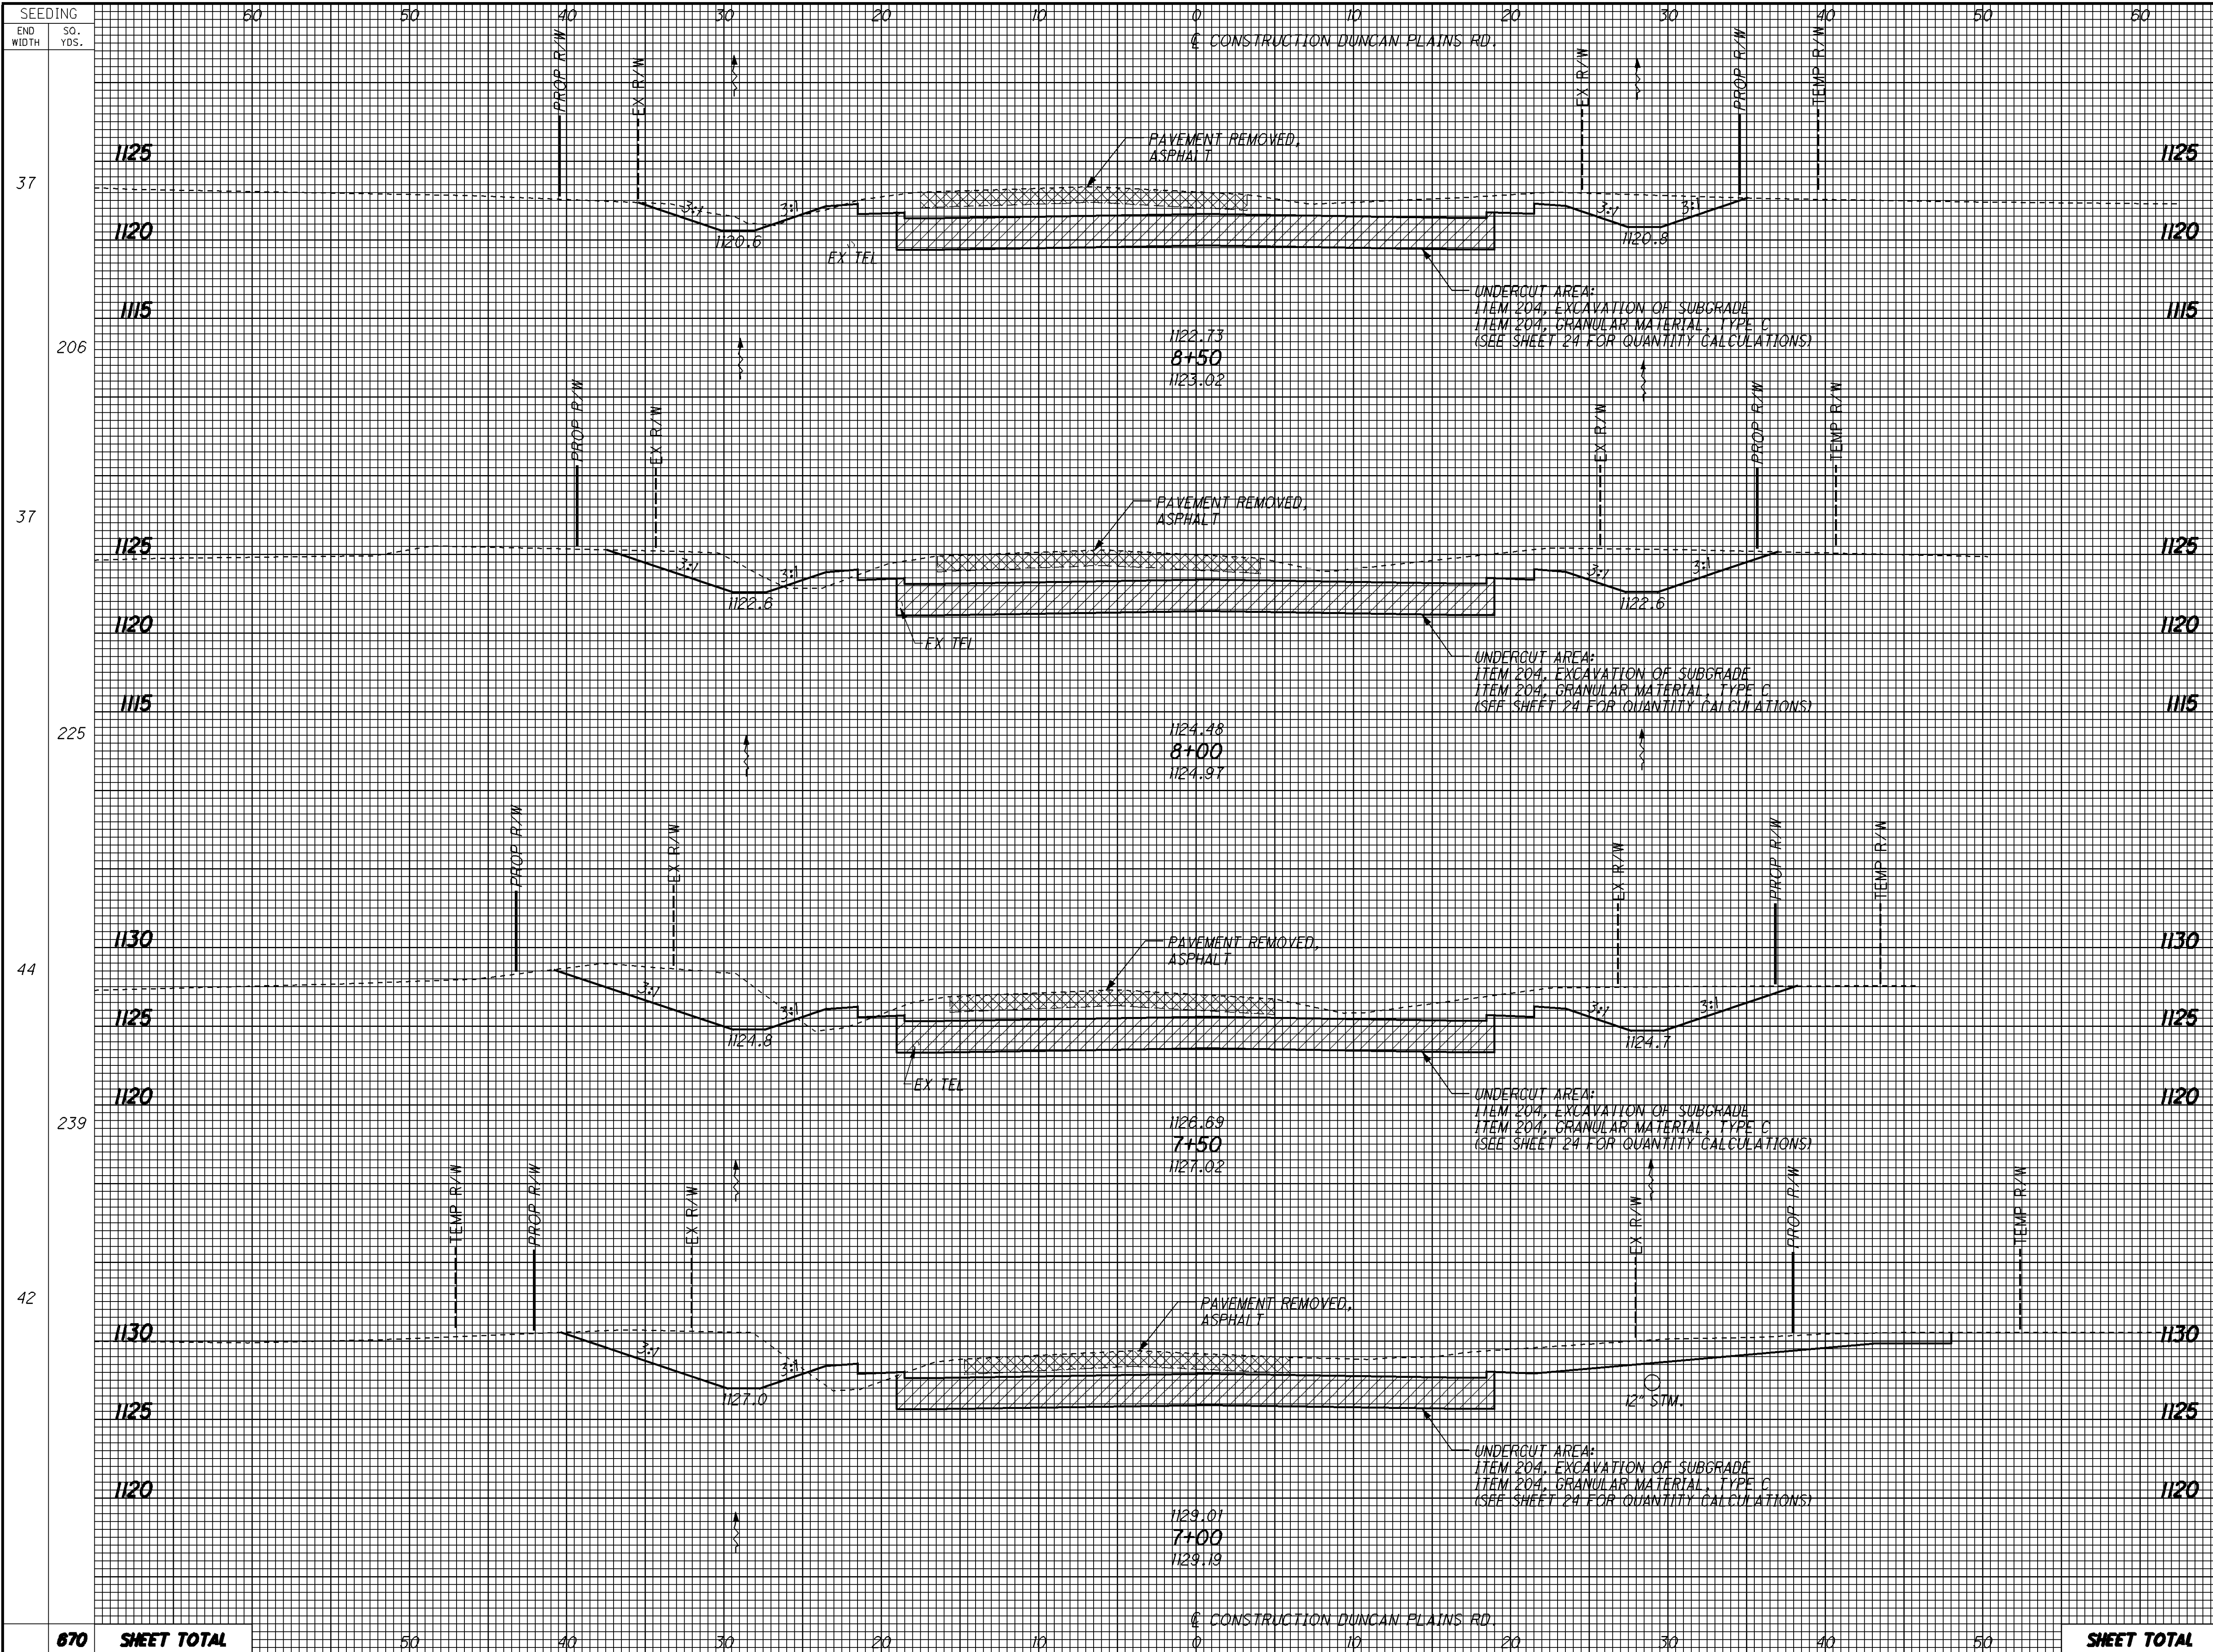 SEEDING
END WIDTH
SQ. YDS.
60 50 40 30 20 10 0 10 20 30 40 50 60
℄ CONSTRUCTION DUNCAN PLAINS RD.
PROP R/W
EX R/W
EX R/W
PROP R/W
TEMP R/W
PAVEMENT REMOVED,
ASPHALT
1125
1125
37
3:1
3:1
3:1
3:1
1120
1120.6
1120.8
1120
EX TEL
UNDERCUT AREA:
ITEM 204, EXCAVATION OF SUBGRADE
ITEM 204, GRANULAR MATERIAL, TYPE C
(SEE SHEET 24 FOR QUANTITY CALCULATIONS)
1115
1115
206
1122.73
8+50
1123.02
PROP R/W
EX R/W
EX R/W
PROP R/W
TEMP R/W
PAVEMENT REMOVED,
ASPHALT
37
1125
1125
3:1
3:1
3:1
3:1
1122.6
1122.6
1120
1120
EX TEL
UNDERCUT AREA:
ITEM 204, EXCAVATION OF SUBGRADE
ITEM 204, GRANULAR MATERIAL, TYPE C
(SEE SHEET 24 FOR QUANTITY CALCULATIONS)
1115
1115
225
1124.48
8+00
1124.97
PROP R/W
EX R/W
EX R/W
PROP R/W
TEMP R/W
1130
1130
PAVEMENT REMOVED,
ASPHALT
44
3:1
3:1
3:1
3:1
1125
1125
1124.8
1124.7
EX TEL
1120
1120
UNDERCUT AREA:
ITEM 204, EXCAVATION OF SUBGRADE
ITEM 204, GRANULAR MATERIAL, TYPE C
(SEE SHEET 24 FOR QUANTITY CALCULATIONS)
239
1126.69
7+50
1127.02
TEMP R/W
PROP R/W
EX R/W
EX R/W
PROP R/W
TEMP R/W
42
PAVEMENT REMOVED,
ASPHALT
1130
1130
3:1
3:1
1127.0
12" STM.
1125
1125
UNDERCUT AREA:
ITEM 204, EXCAVATION OF SUBGRADE
ITEM 204, GRANULAR MATERIAL, TYPE C
(SEE SHEET 24 FOR QUANTITY CALCULATIONS)
1120
1120
1129.01
7+00
1129.19
℄ CONSTRUCTION DUNCAN PLAINS RD.
670 SHEET TOTAL
50 40 30 20 10 0 10 20 30 40 50
SHEET TOTAL